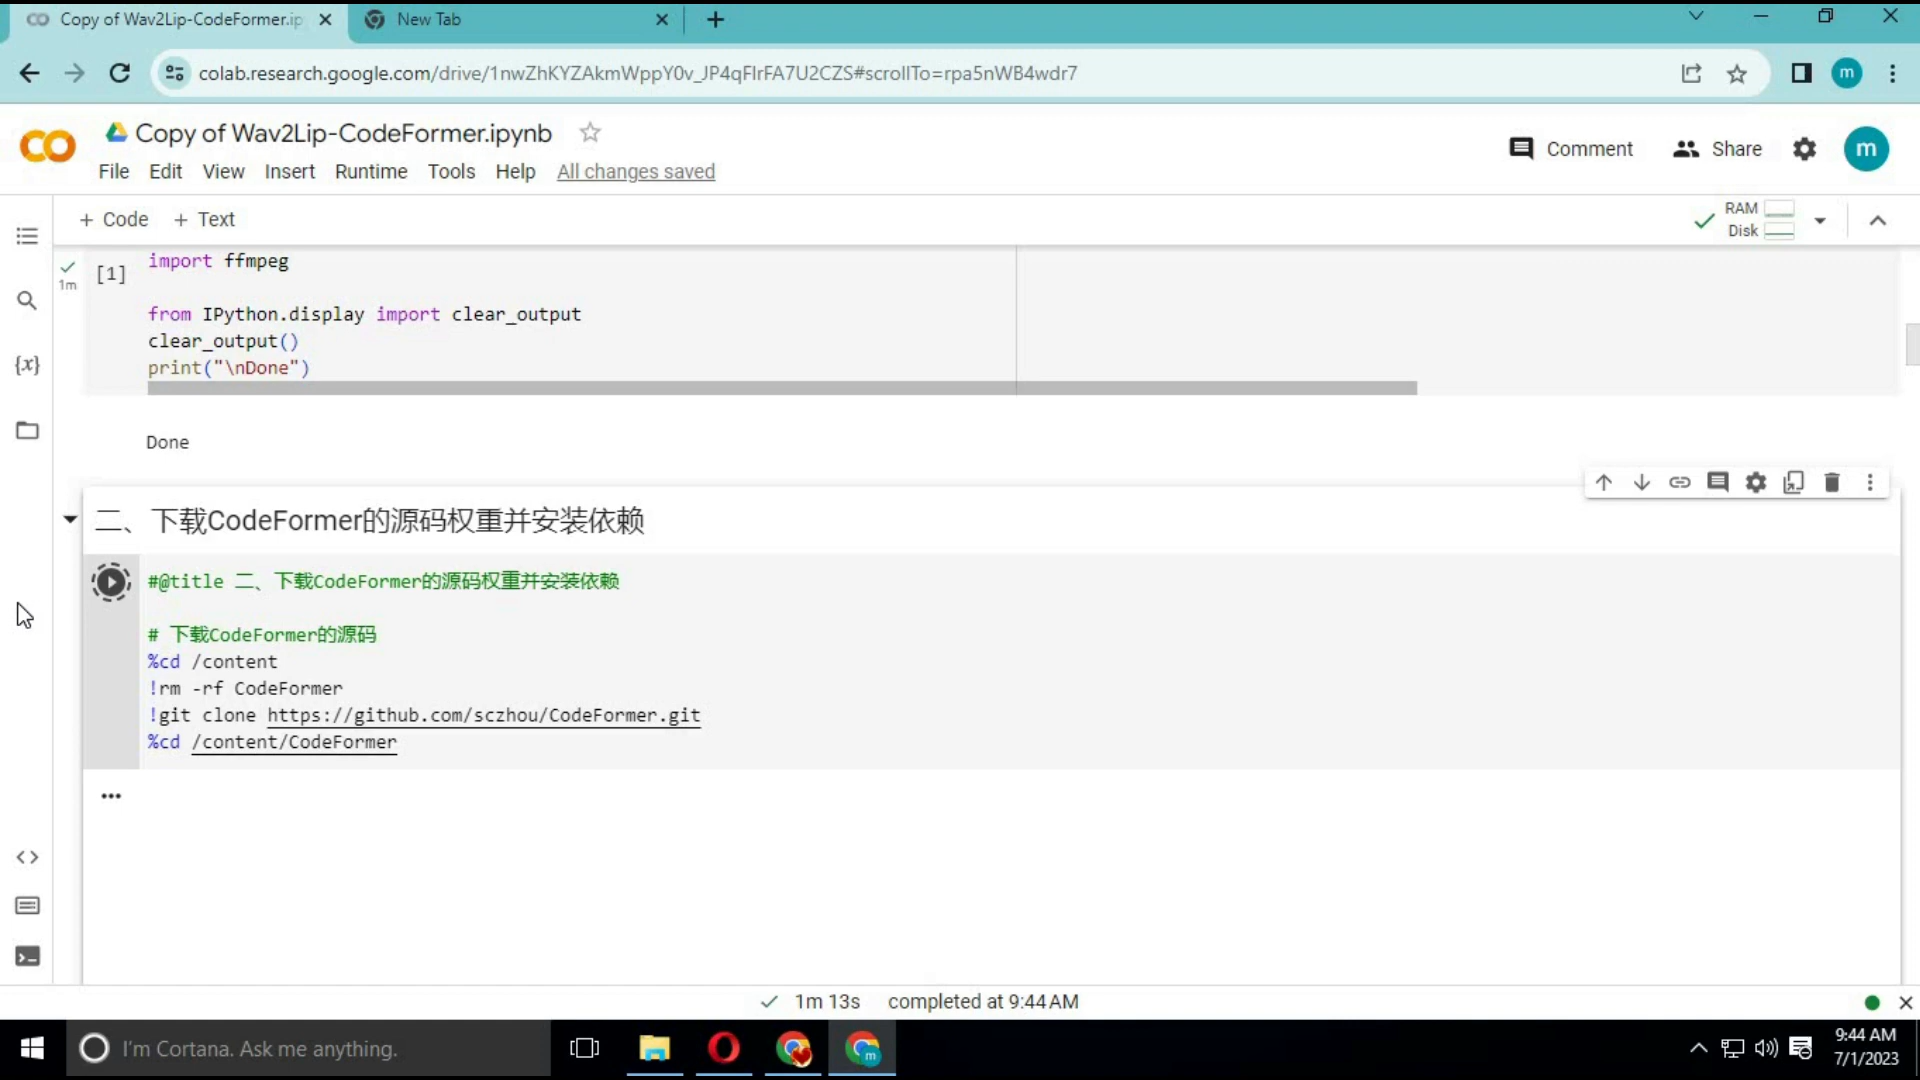 Copy of Wav2Lip-CodeFormer.ip
New Tab
colab.research.google.com/drive/1nwZhKYZAkmWppY0v_JP4qFIrFA7U2CZS#scrollTo=rpa5nWB4wdr7
m
CO
Copy of Wav2Lip-CodeFormer.ipynb
File Edit View Insert Runtime Tools Help All changes saved
Comment
Share
m
+ Code + Text
RAM
Disk
1m
[1]
{x}
import ffmpeg
from IPython.display import clear_output
clear_output()
print("\nDone")
Done
二、下载CodeFormer的源码权重并安装依赖
#@title 二、下载CodeFormer的源码权重并安装依赖
# 下载CodeFormer的源码
%cd /content
!rm -rf CodeFormer
!git clone https://github.com/sczhou/CodeFormer.git
%cd /content/CodeFormer
1m 13s completed at 9:44 AM
I'm Cortana. Ask me anything.
m
9:44 AM
7/1/2023